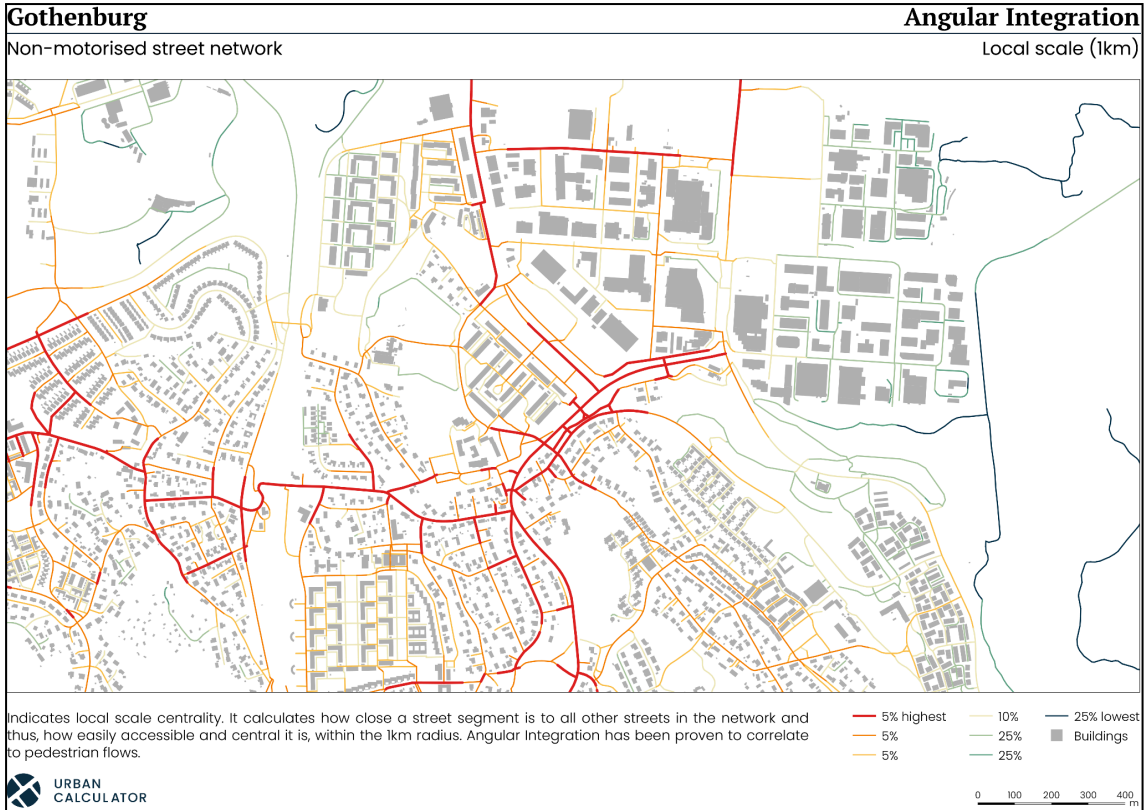 Gothenburg
Angular Integration
Non-motorised street network
Local scale (1km)
Indicates local scale centrality. It calculates how close a street segment is to all other streets in the network and
thus, how easily accessible and central it is, within the 1km radius. Angular Integration has been proven to correlate
to pedestrian flows.
5% highest
5%
5%
10%
25%
25%
25% lowest
Buildings
URBAN
CALCULATOR
0 100 200 300 400
m